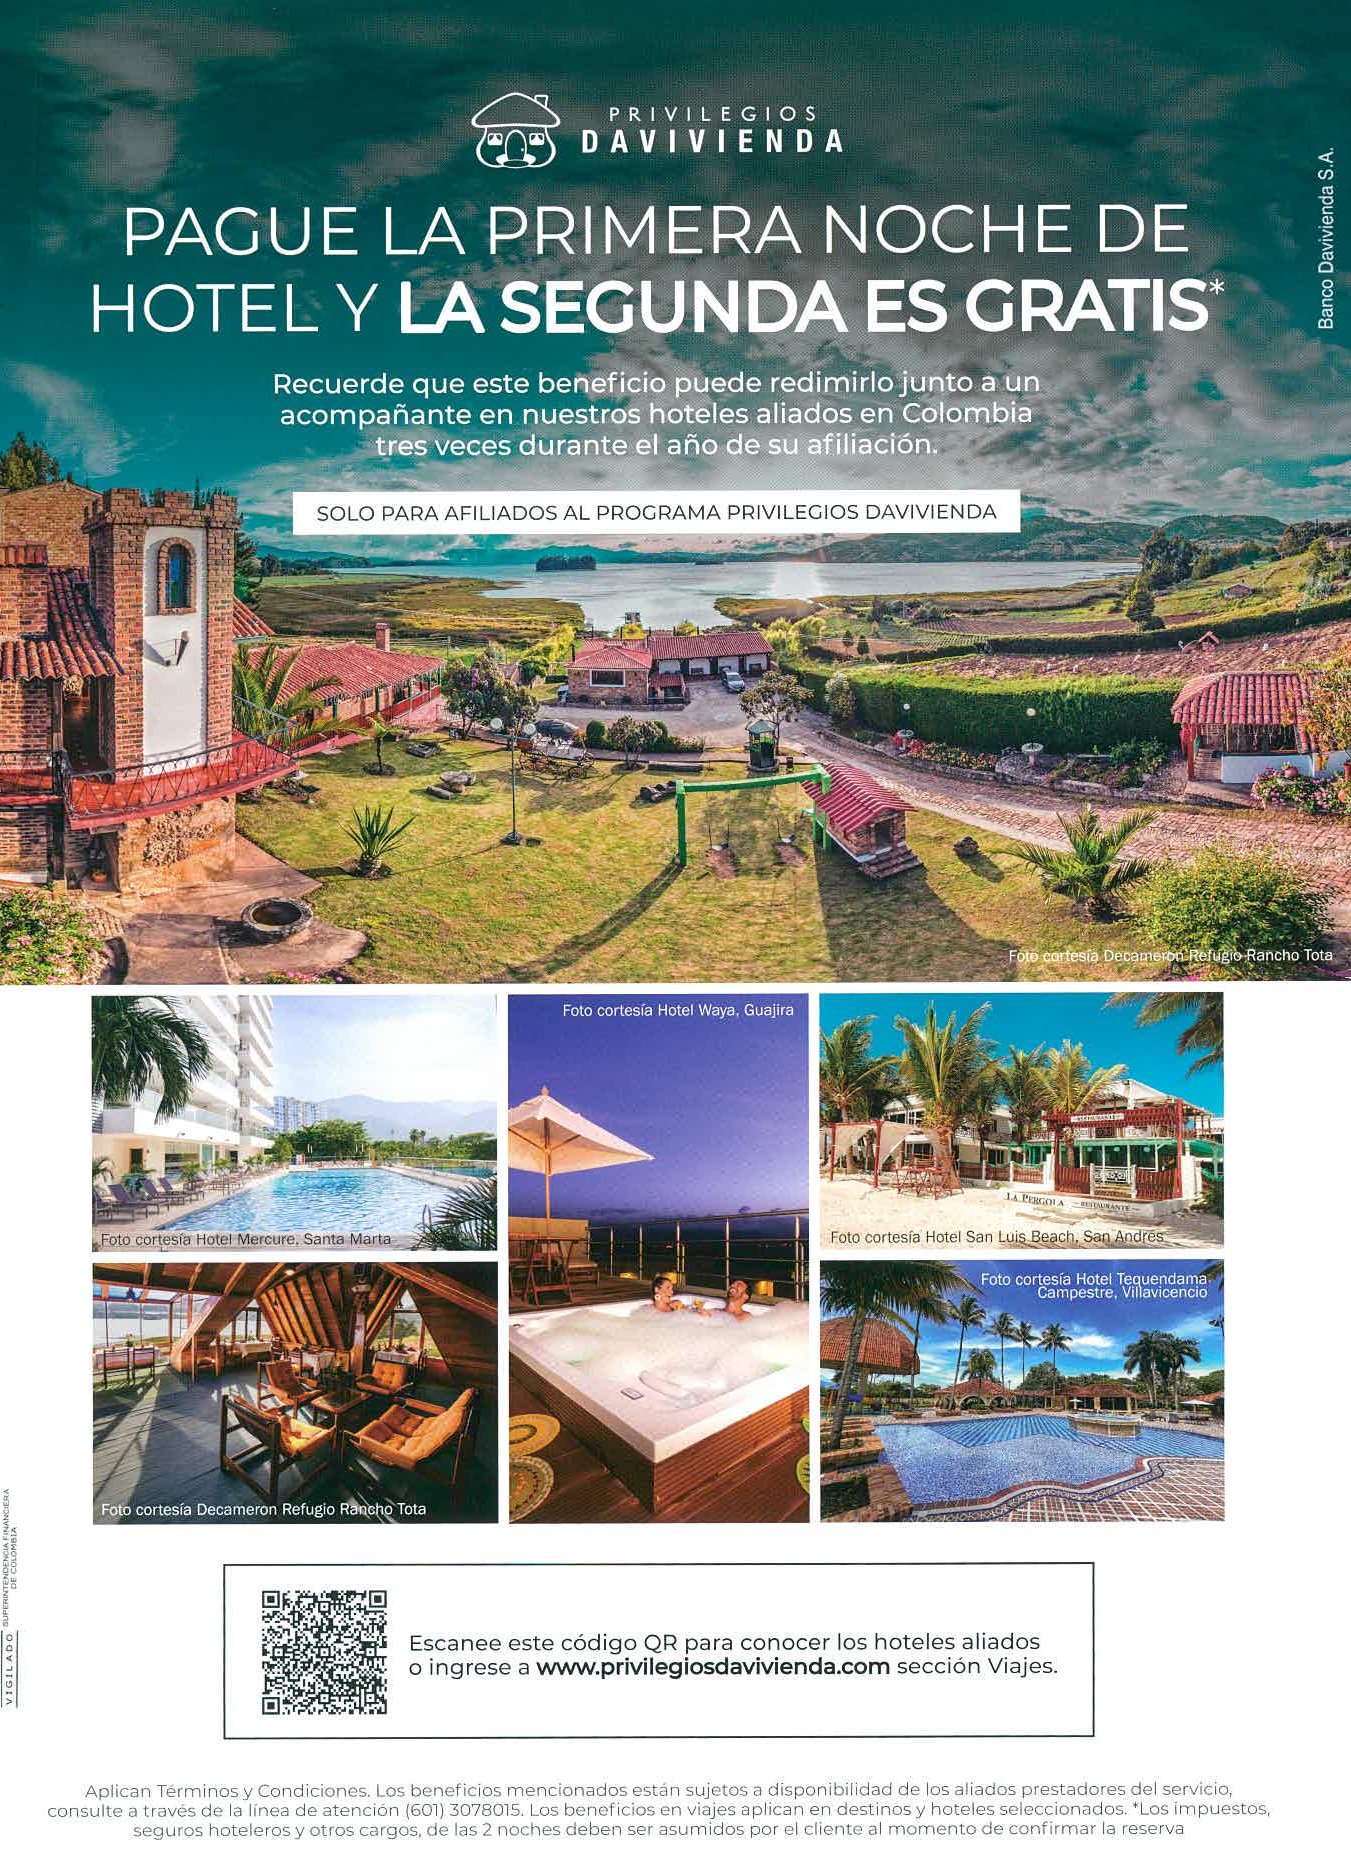 PRIVILEGIOS
DAVIVIENDA
Banco Davivienda S.A.
PAGUE LA PRIMERA NOCHE DE
HOTEL Y LA SEGUNDA ES GRATIS*
Recuerde que este beneficio puede redimirlo junto a un
acompañante en nuestros hoteles aliados en Colombia
tres veces durante el año de su afiliación.
SOLO PARA AFILIADOS AL PROGRAMA PRIVILEGIOS DAVIVIENDA
Foto cortesía Decameron Refugio Rancho Tota
Foto cortesía Hotel Mercure, Santa Marta
Foto cortesía Hotel Waya, Guajira
RESTAURANTE
LA PERGOLA
RESTAURANTE
Foto cortesía Hotel San Luis Beach, San Andrés
Foto cortesía Decameron Refugio Rancho Tota
Foto cortesía Hotel Tequendama
Campestre, Villavicencio
VIGILADO SUPERINTENDENCIA FINANCIERA
DE COLOMBIA
Escanee este código QR para conocer los hoteles aliados
o ingrese a www.privilegiosdavivienda.com sección Viajes.
Aplican Términos y Condiciones. Los beneficios mencionados están sujetos a disponibilidad de los aliados prestadores del servicio,
consulte a través de la línea de atención (601) 3078015. Los beneficios en viajes aplican en destinos y hoteles seleccionados. *Los impuestos,
seguros hoteleros y otros cargos, de las 2 noches deben ser asumidos por el cliente al momento de confirmar la reserva